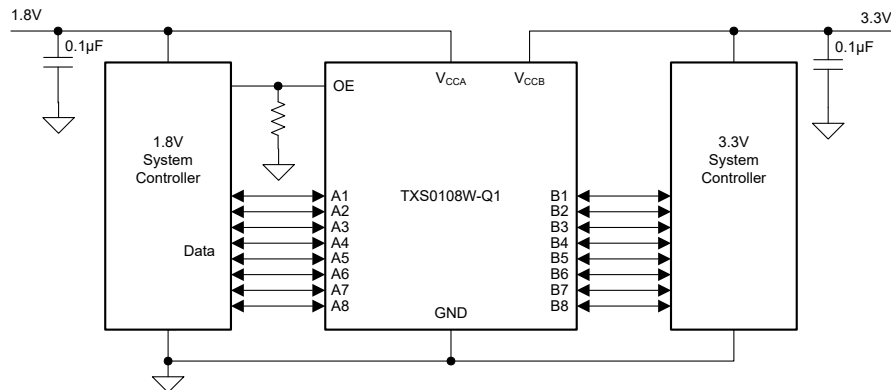 1.8V
3.3V
0.1µF
0.1µF
OE
VCCA
VCCB
1.8V
System
Controller
3.3V
System
Controller
TXS0108W-Q1
A1
A2
A3
A4
A5
A6
A7
A8
Data
B1
B2
B3
B4
B5
B6
B7
B8
GND